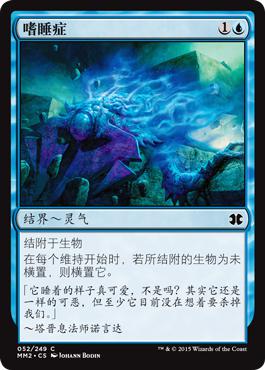 嗜睡症 1
结界~灵气
结附于生物
在每个维持开始时,若所结附的生物为未
横置,则横置它。
「它睡着的样子真可爱,不是吗?其实它还是
一样的可恶,但至少它目前没在想着要杀掉
我们。」
~塔晋息法师诺言达
052/249 C
MM2 • CS Johann Bodin
™ & © 2015 Wizards of the Coast